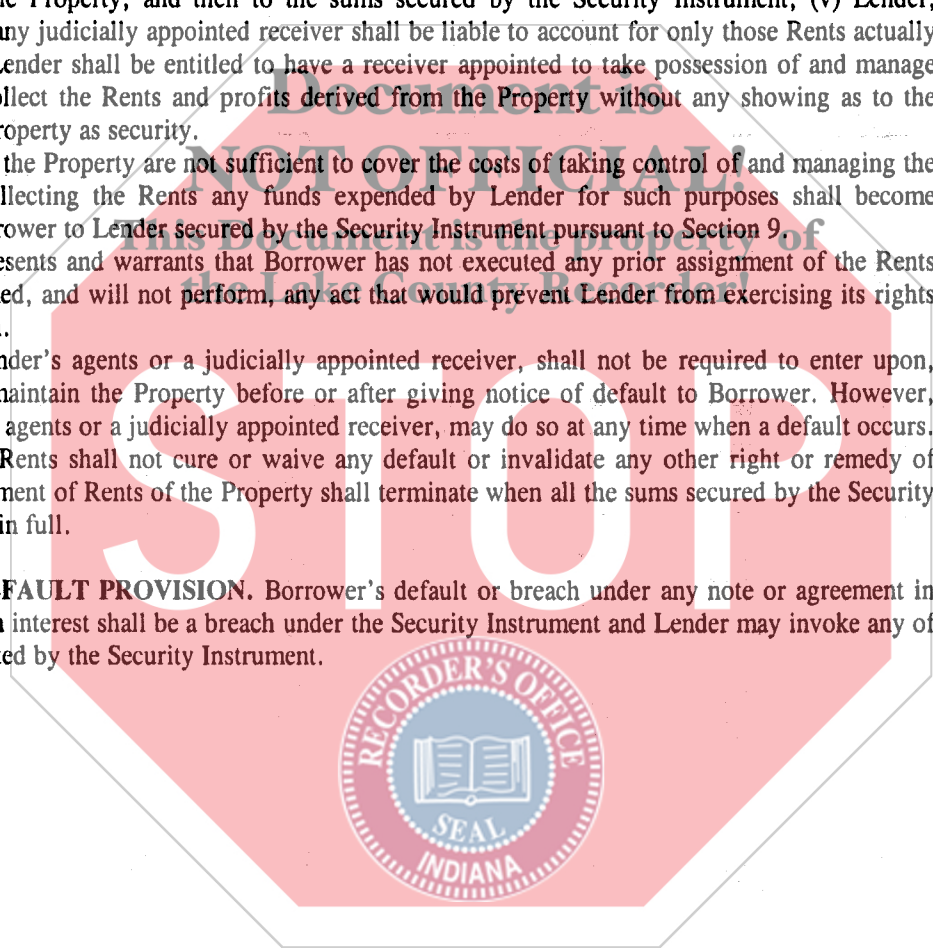 he Property; and then to the sums secured by the Security Instrument; (v) Lender,
any judicially appointed receiver shall be liable to account for only those Rents actually
ender shall be entitled to have a receiver appointed to take possession of and manage
llect the Rents and profits derived from the Property without any showing as to the
operty as security.
the Property are not sufficient to cover the costs of taking control of and managing the
llecting the Rents any funds expended by Lender for such purposes shall become
rower to Lender secured by the Security Instrument pursuant to Section 9.
esents and warrants that Borrower has not executed any prior assignment of the Rents
ed, and will not perform, any act that would prevent Lender from exercising its rights
.
nder's agents or a judicially appointed receiver, shall not be required to enter upon,
naintain the Property before or after giving notice of default to Borrower. However,
agents or a judicially appointed receiver, may do so at any time when a default occurs.
Rents shall not cure or waive any default or invalidate any other right or remedy of
ment of Rents of the Property shall terminate when all the sums secured by the Security
in full.
FAULT PROVISION. Borrower's default or breach under any note or agreement in
interest shall be a breach under the Security Instrument and Lender may invoke any of
ed by the Security Instrument.
Document is
NOT OFFICIAL!
This Document is the property of
the Lake County Recorder!
STOP
RECORDER'S OFFICE
SEAL
INDIANA